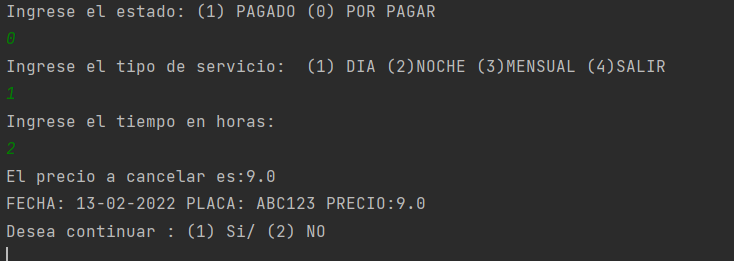 Ingrese el estado: (1) PAGADO (0) POR PAGAR
0
Ingrese el tipo de servicio:  (1) DIA (2)NOCHE (3)MENSUAL (4)SALIR
1
Ingrese el tiempo en horas:
2
El precio a cancelar es:9.0
FECHA: 13-02-2022 PLACA: ABC123 PRECIO:9.0
Desea continuar : (1) Si/ (2) NO